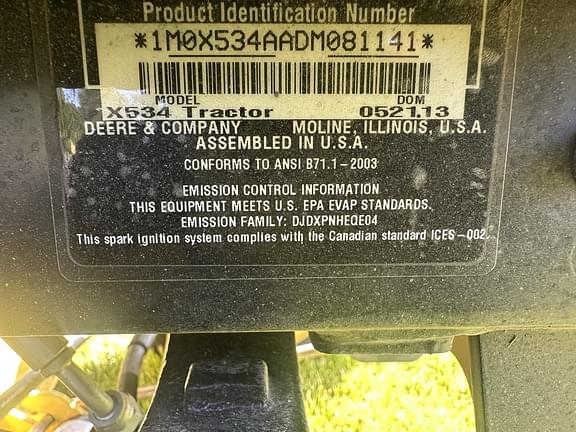 Product Identification Number
*1M0X534AADM081141*
MODEL DOM
X534 Tractor 052113
DEERE & COMPANY MOLINE, ILLINOIS, U.S.A.
ASSEMBLED IN U.S.A.
CONFORMS TO ANSI B71.1-2003
EMISSION CONTROL INFORMATION
THIS EQUIPMENT MEETS U.S. EPA EVAP STANDARDS.
EMISSION FAMILY: DJDXPNHEQE04
This spark ignition system complies with the Canadian standard ICES-002.